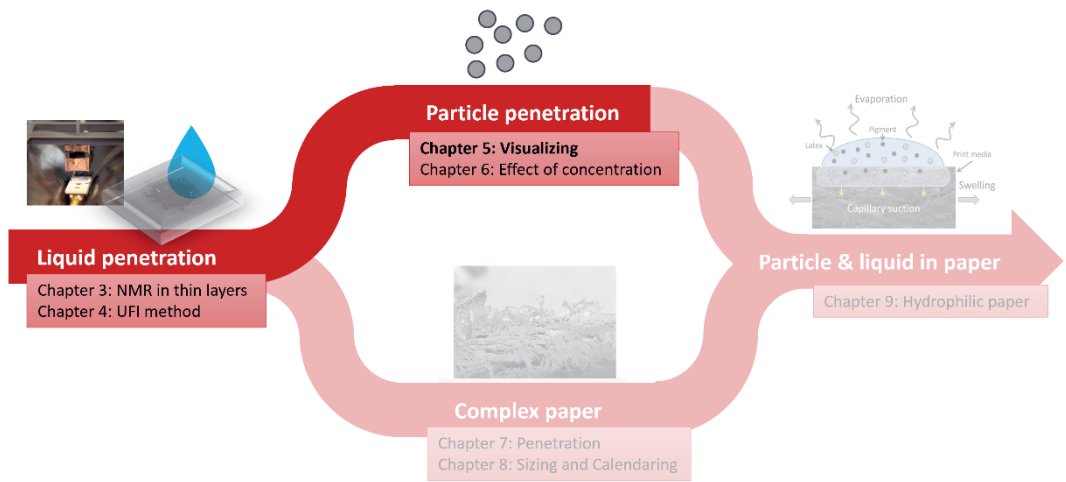 Particle penetration
Chapter 5: Visualizing
Chapter 6: Effect of concentration
Liquid penetration
Chapter 3: NMR in thin layers
Chapter 4: UFI method
Complex paper
Chapter 7: Penetration
Chapter 8: Sizing and Calendaring
Evaporation
Pigment
Latex
Print media
Swelling
Capillary suction
Particle & liquid in paper
Chapter 9: Hydrophilic paper